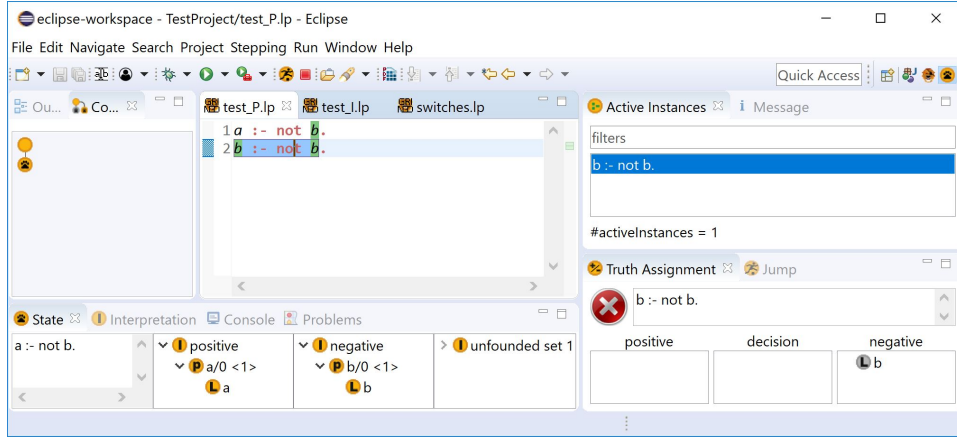 eclipse-workspace - TestProject/test_P.lp - Eclipse
File Edit Navigate Search Project Stepping Run Window Help
Quick Access
Ou... Co...
test_P.lp test_I.lp switches.lp
1 a :- not b.
2 b :- not b.
Active Instances Message
filters
b :- not b.
#activeInstances = 1
Truth Assignment Jump
b :- not b.
positive decision negative
b
State Interpretation Console Problems
a :- not b.
positive
a/0 <1>
a
negative
b/0 <1>
b
unfounded set 1